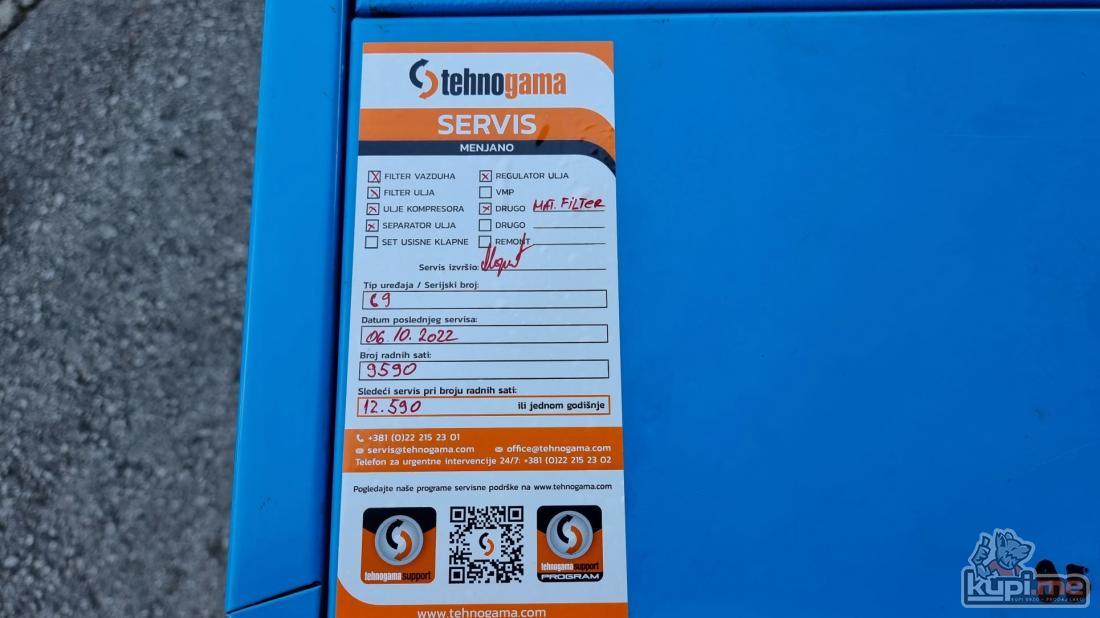 tehnogama
SERVIS
MENJANO
FILTER VAZDUHA
FILTER ULJA
ULJE KOMPRESORA
SEPARATOR ULJA
SET USISNE KLAPNE
REGULATOR ULJA
VMP
DRUGO MAT. FILTER
DRUGO
REMONT
Servis izvršio:
Tip uređaja / Serijski broj:
C9
Datum poslednjeg servisa:
06.10.2022
Broj radnih sati:
9590
Sledeći servis pri broju radnih sati:
12.590 ili jednom godišnje
+381 (0)22 215 23 01
servis@tehnogama.com office@tehnogama.com
Telefon za urgentne intervencije 24/7: +381 (0)22 215 23 02
Pogledajte naše programe servisne podrške na www.tehnogama.com
tehnogama support
tehnogama support
PROGRAM
www.tehnogama.com
kupi.me
KUPI BRZO - PRODAJ LAKO!